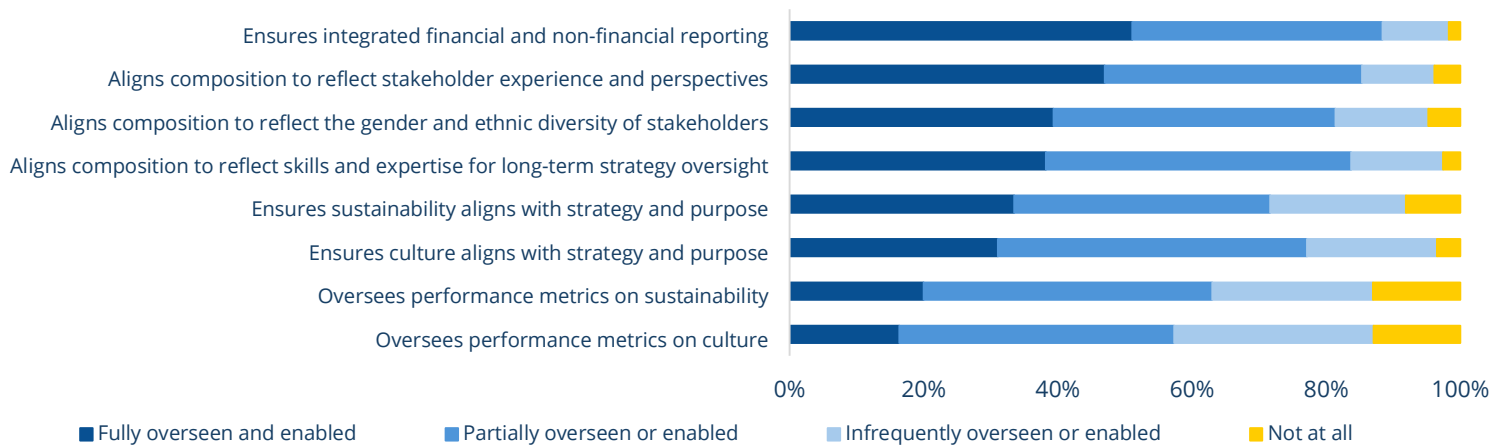 Ensures integrated financial and non-financial reporting
Aligns composition to reflect stakeholder experience and perspectives
Aligns composition to reflect the gender and ethnic diversity of stakeholders
Aligns composition to reflect skills and expertise for long-term strategy oversight
Ensures sustainability aligns with strategy and purpose
Ensures culture aligns with strategy and purpose
Oversees performance metrics on sustainability
Oversees performance metrics on culture
0% 20% 40% 60% 80% 100%
Fully overseen and enabled Partially overseen or enabled Infrequently overseen or enabled Not at all